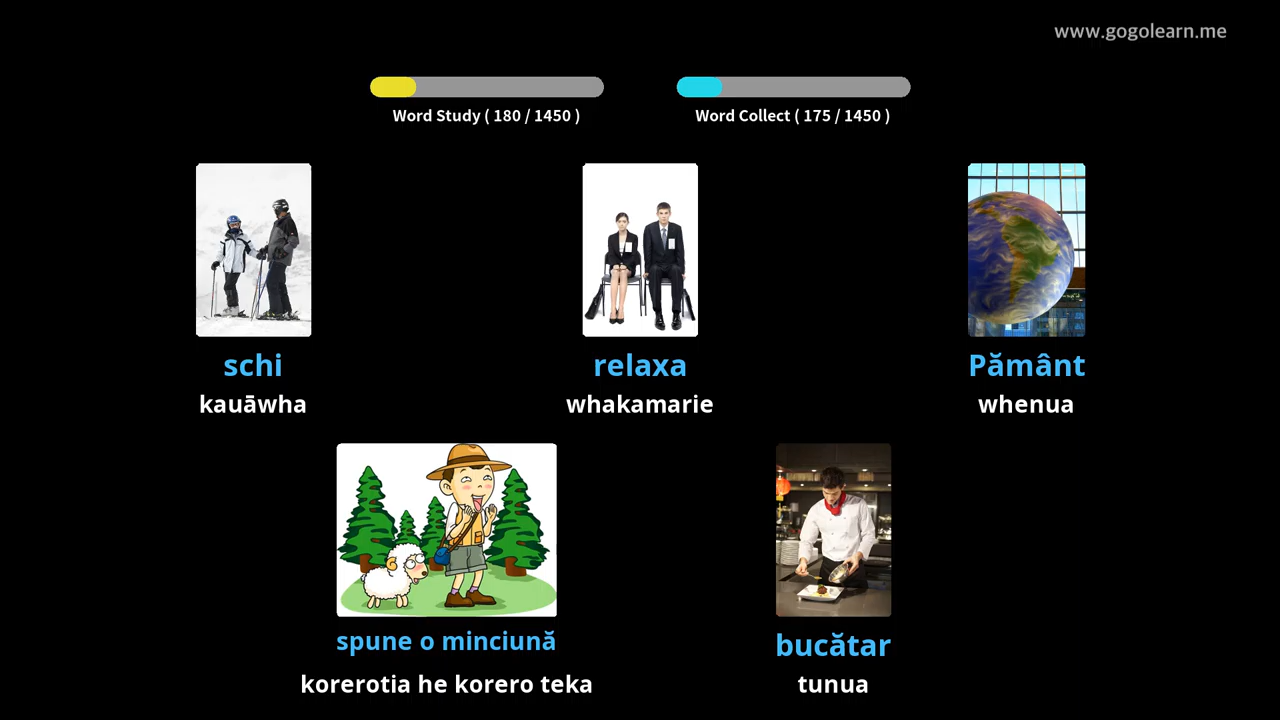 www.gogolearn.me
Word Study ( 180 / 1450 )
Word Collect ( 175 / 1450 )
schi
relaxa
Pământ
kauāwha
whakamarie
whenua
spune o minciună
bucătar
korerotia he korero teka
tunua